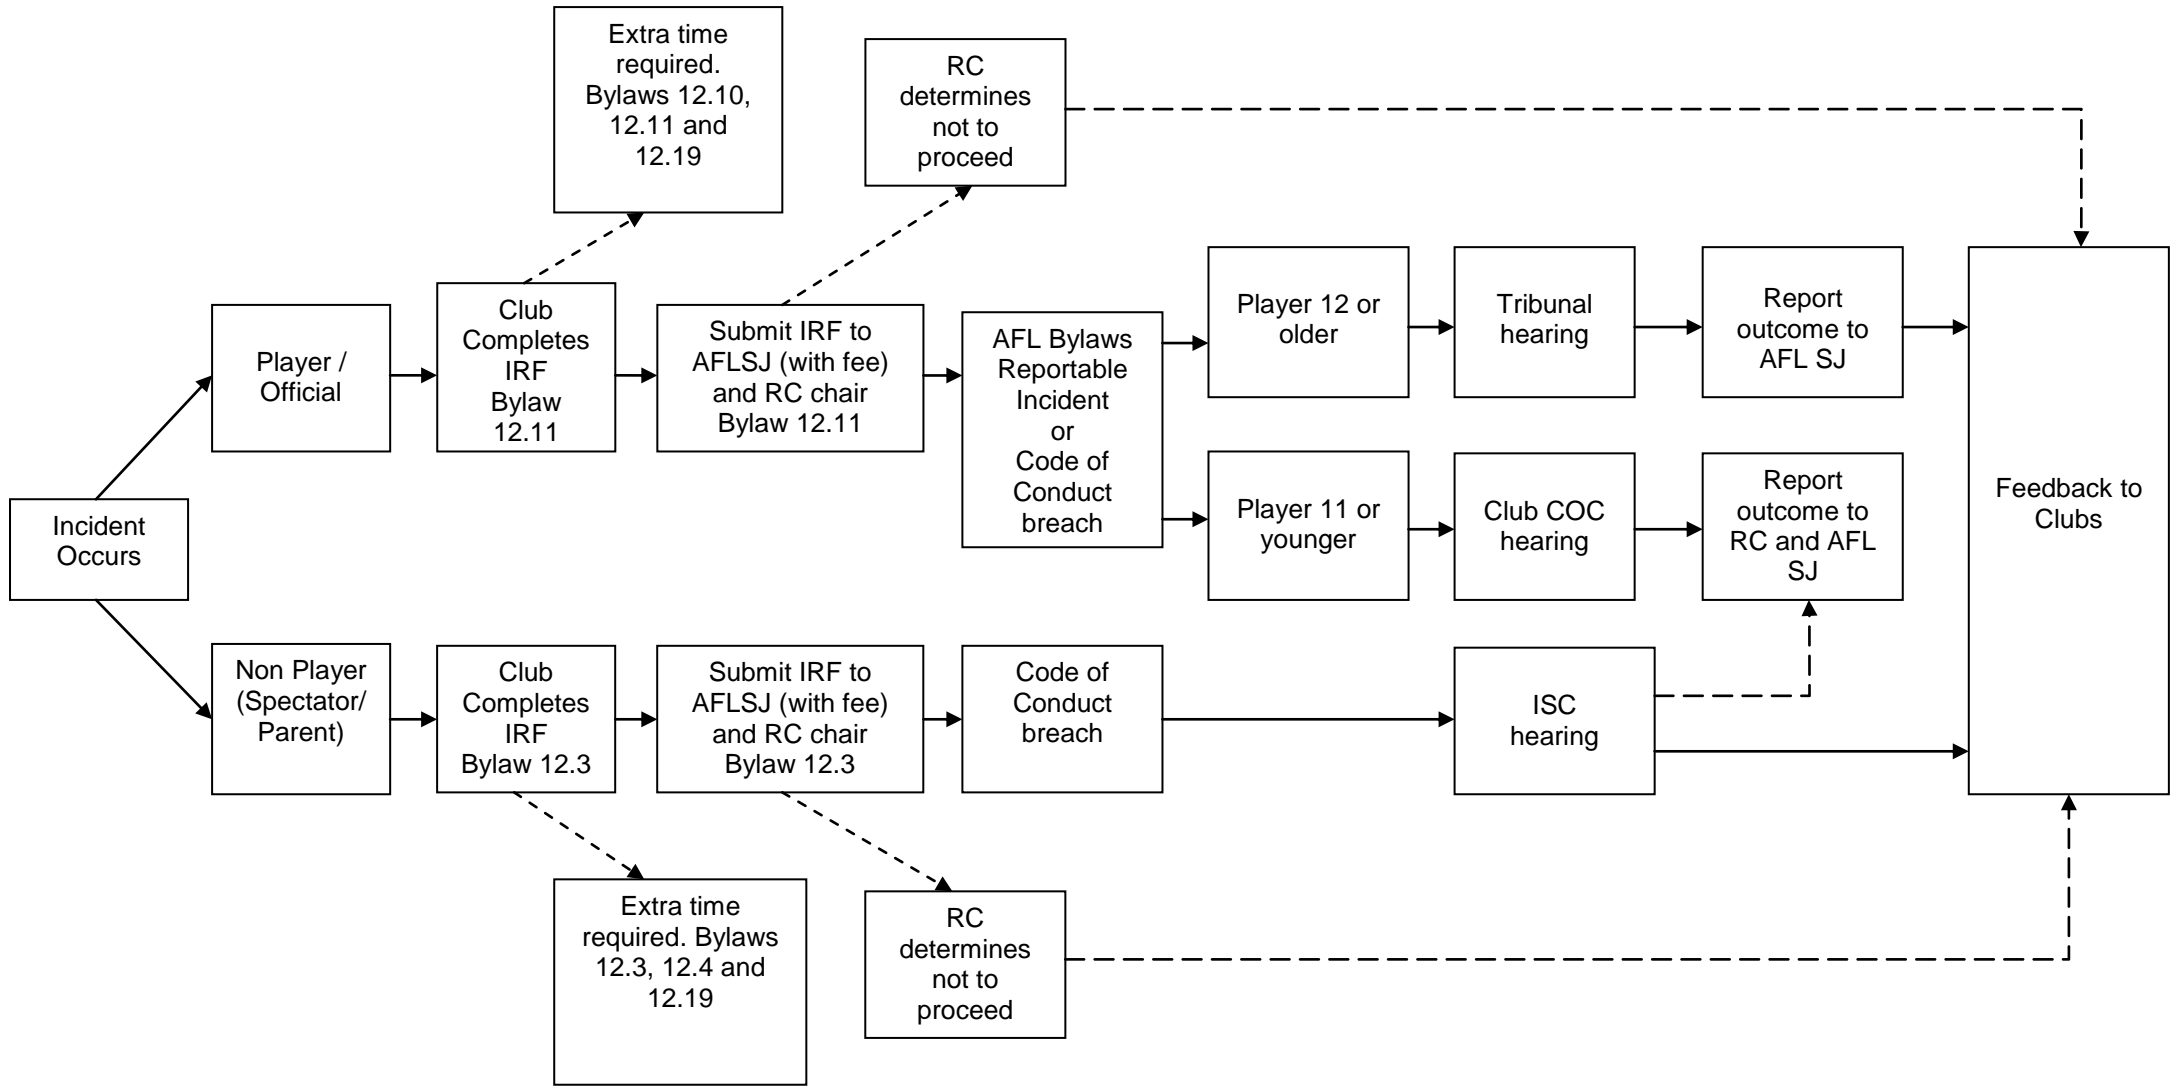 Extra time
required.
Bylaws 12.10,
12.11 and
12.19
RC
determines
not to
proceed
Player /
Official
Club
Completes
IRF
Bylaw
12.11
Submit IRF to
AFLSJ (with fee)
and RC chair
Bylaw 12.11
AFL Bylaws
Reportable
Incident
or
Code of
Conduct
breach
Player 12 or
older
Tribunal
hearing
Report
outcome to
AFL SJ
Player 11 or
younger
Club COC
hearing
Report
outcome to
RC and AFL
SJ
Feedback to
Clubs
Incident
Occurs
Non Player
(Spectator/
Parent)
Club
Completes
IRF
Bylaw 12.3
Submit IRF to
AFLSJ (with fee)
and RC chair
Bylaw 12.3
Code of
Conduct
breach
ISC
hearing
Extra time
required. Bylaws
12.3, 12.4 and
12.19
RC
determines
not to
proceed